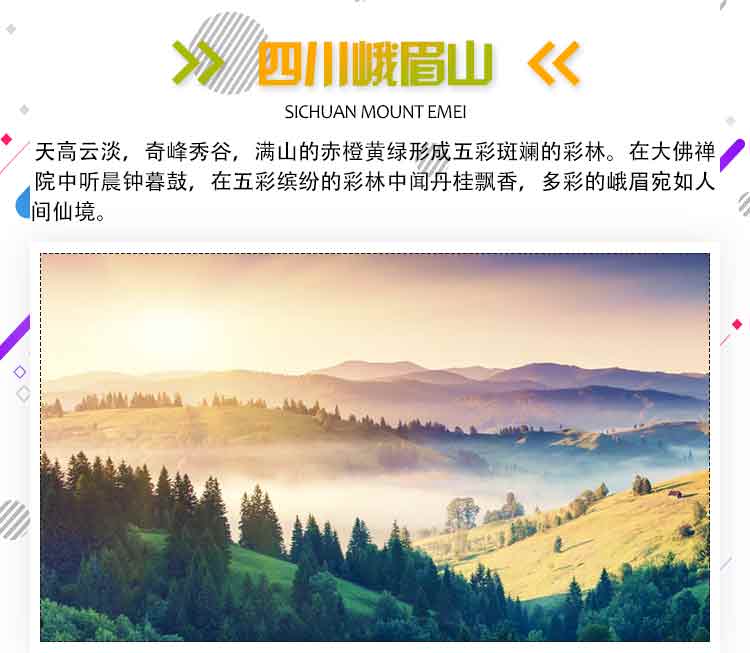 四川峨眉山
SICHUAN MOUNT EMEI
天高云淡，奇峰秀谷，满山的赤橙黄绿形成五彩斑斓的彩林。在大佛禅
院中听晨钟暮鼓，在五彩缤纷的彩林中闻丹桂飘香，多彩的峨眉宛如人
间仙境。